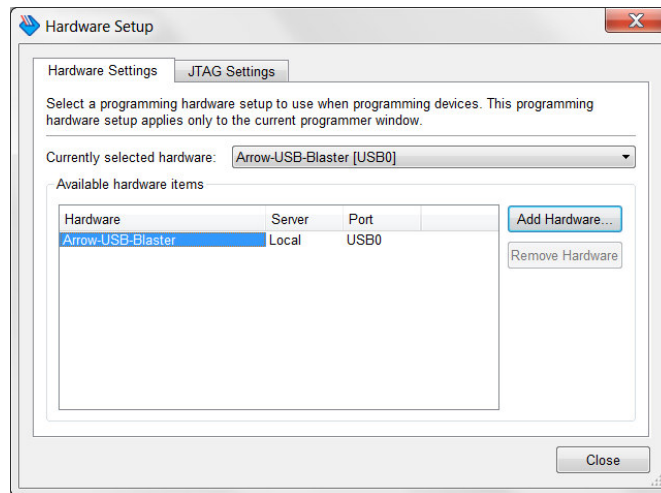 Hardware Setup
Hardware Settings
JTAG Settings
Select a programming hardware setup to use when programming devices. This programming
hardware setup applies only to the current programmer window.
Currently selected hardware: Arrow-USB-Blaster [USB0]
Available hardware items
Hardware Server Port
Arrow-USB-Blaster Local USB0
Add Hardware...
Remove Hardware
Close